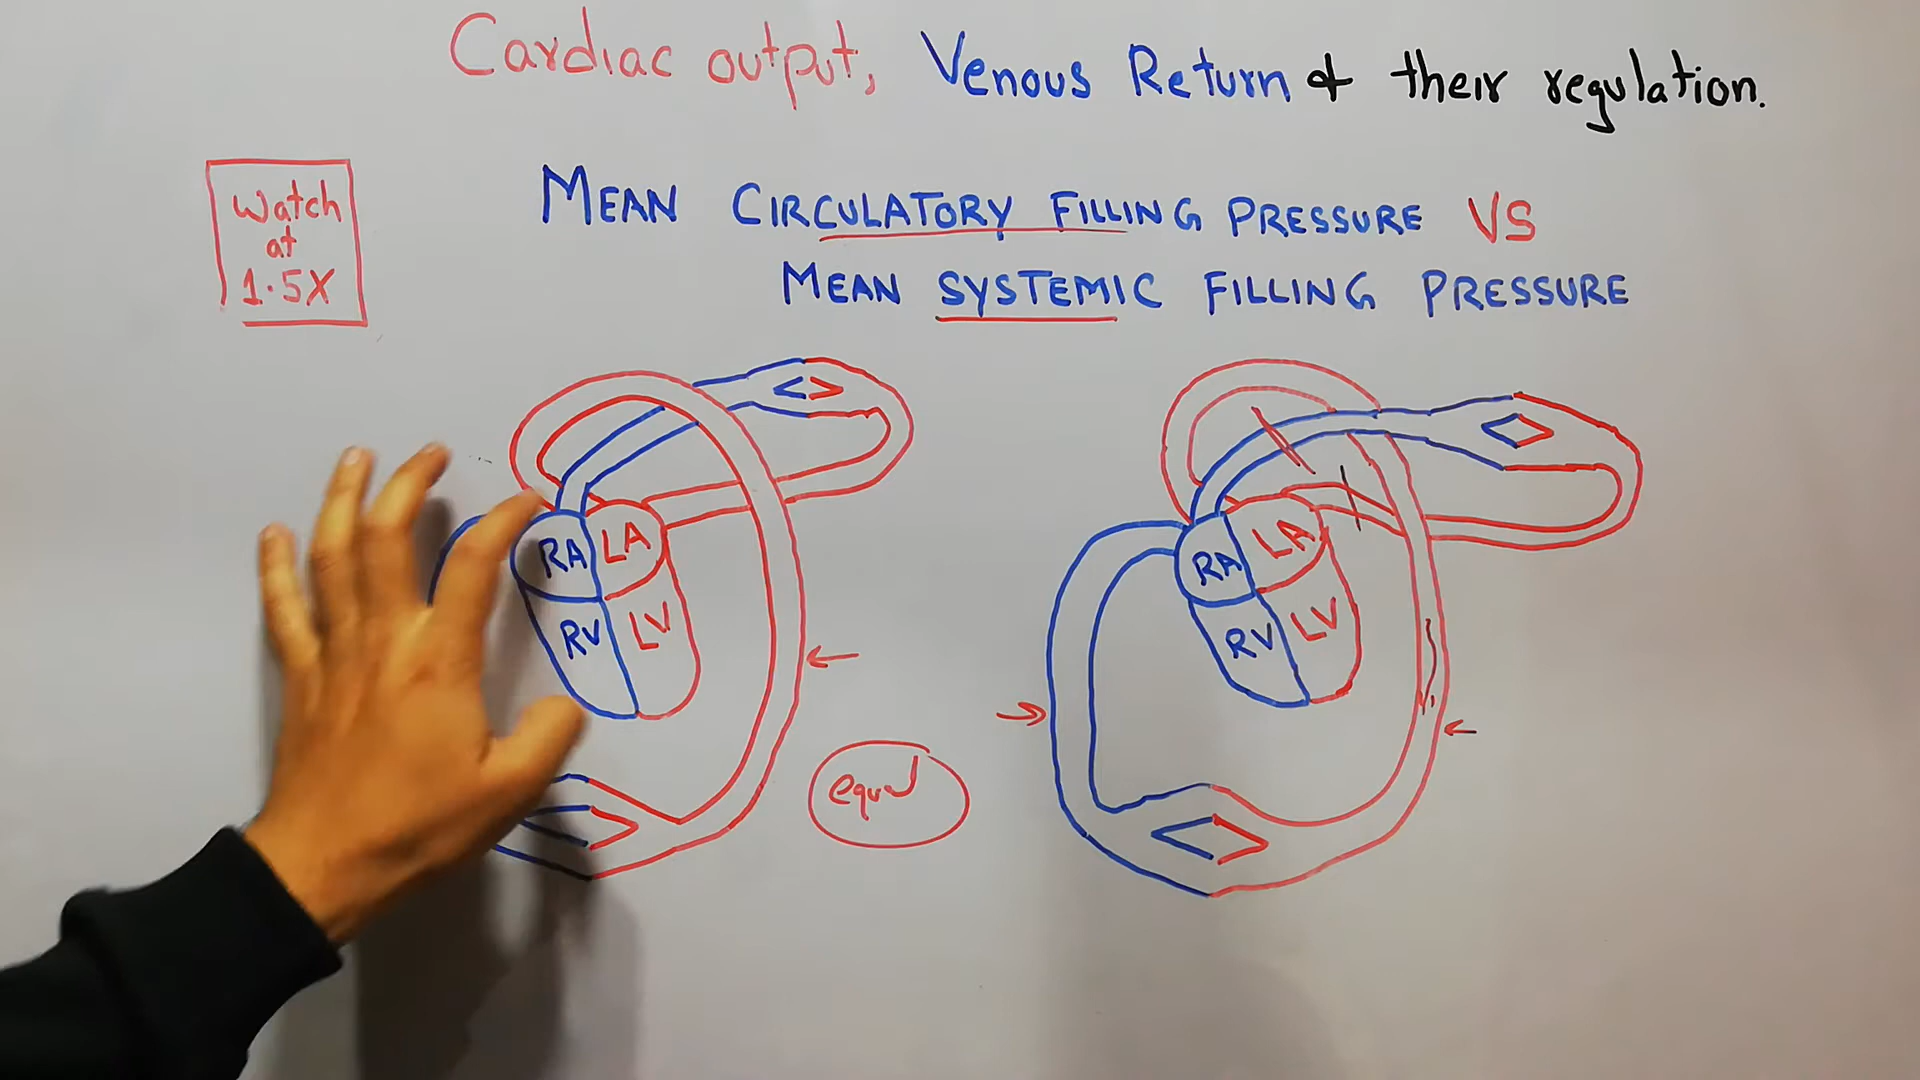 Cardiac output, Venous Return & their regulation.
Watch
at
1.5X
MEAN CIRCULATORY FILLING PRESSURE VS
MEAN SYSTEMIC FILLING PRESSURE
RA LA
RV LV
equal
RA LA
RV LV